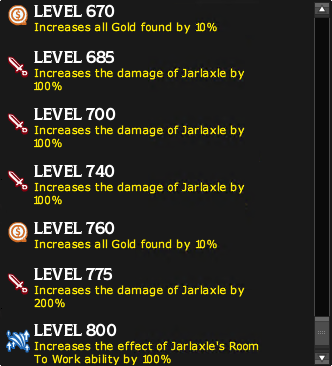 LEVEL 670
Increases all Gold found by 10%
LEVEL 685
Increases the damage of Jarlaxle by
100%
LEVEL 700
Increases the damage of Jarlaxle by
100%
LEVEL 740
Increases the damage of Jarlaxle by
100%
LEVEL 760
Increases all Gold found by 10%
LEVEL 775
Increases the damage of Jarlaxle by
200%
LEVEL 800
Increases the effect of Jarlaxle's Room
To Work ability by 100%